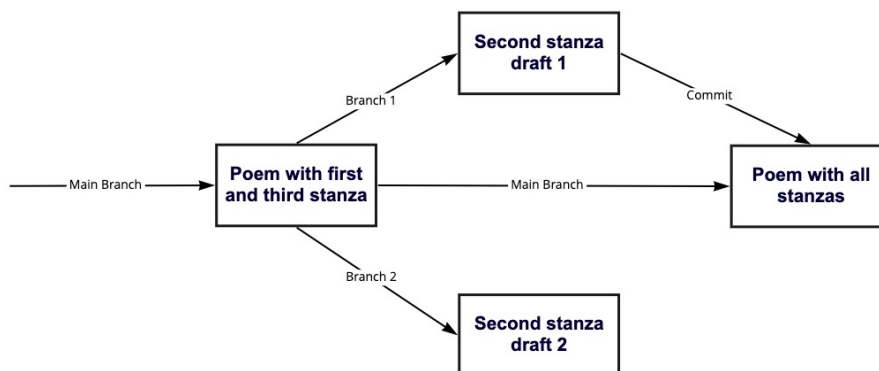 Second stanza
draft 1
Branch 1
Commit
Main Branch
Poem with first
and third stanza
Main Branch
Poem with all
stanzas
Branch 2
Second stanza
draft 2